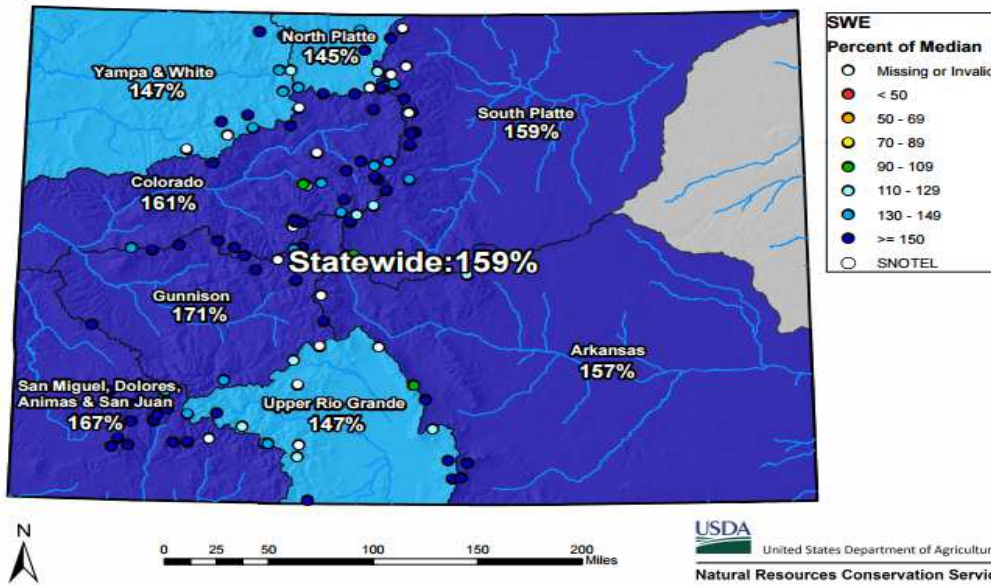 North Platte
145%
Yampa & White
147%
South Platte
159%
Colorado
161%
Statewide:159%
Gunnison
171%
Arkansas
157%
San Miguel, Dolores,
Animas & San Juan
167%
Upper Rio Grande
147%
SWE
Percent of Median
Missing or Invalid
< 50
50 - 69
70 - 89
90 - 109
110 - 129
130 - 149
>= 150
SNOTEL
N
0 25 50 100 150 200
Miles
USDA
United States Department of Agricultur
Natural Resources Conservation Servic